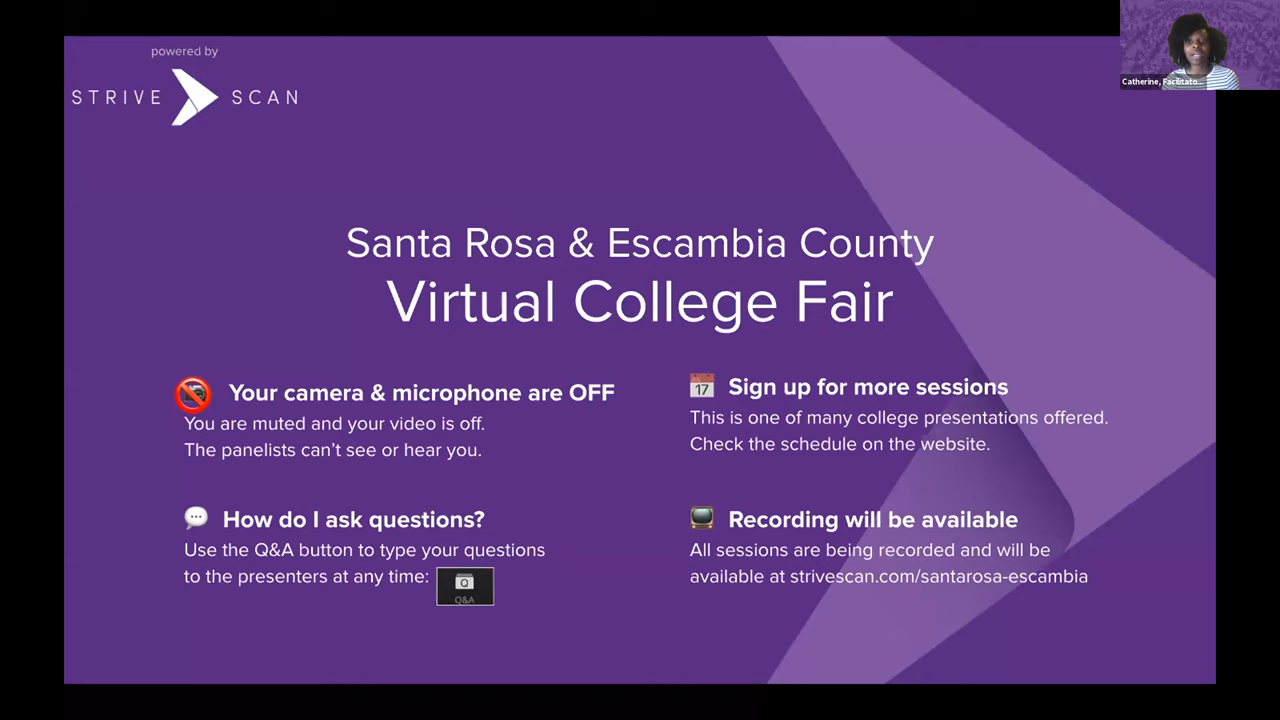 powered by
STRIVE SCAN
Catherine, Facilitato...
Santa Rosa & Escambia County
Virtual College Fair
Your camera & microphone are OFF
You are muted and your video is off.
The panelists can't see or hear you.
17
Sign up for more sessions
This is one of many college presentations offered.
Check the schedule on the website.
How do I ask questions?
Use the Q&A button to type your questions
to the presenters at any time:
Q
Q&A
Recording will be available
All sessions are being recorded and will be
available at strivescan.com/santarosa-escambia